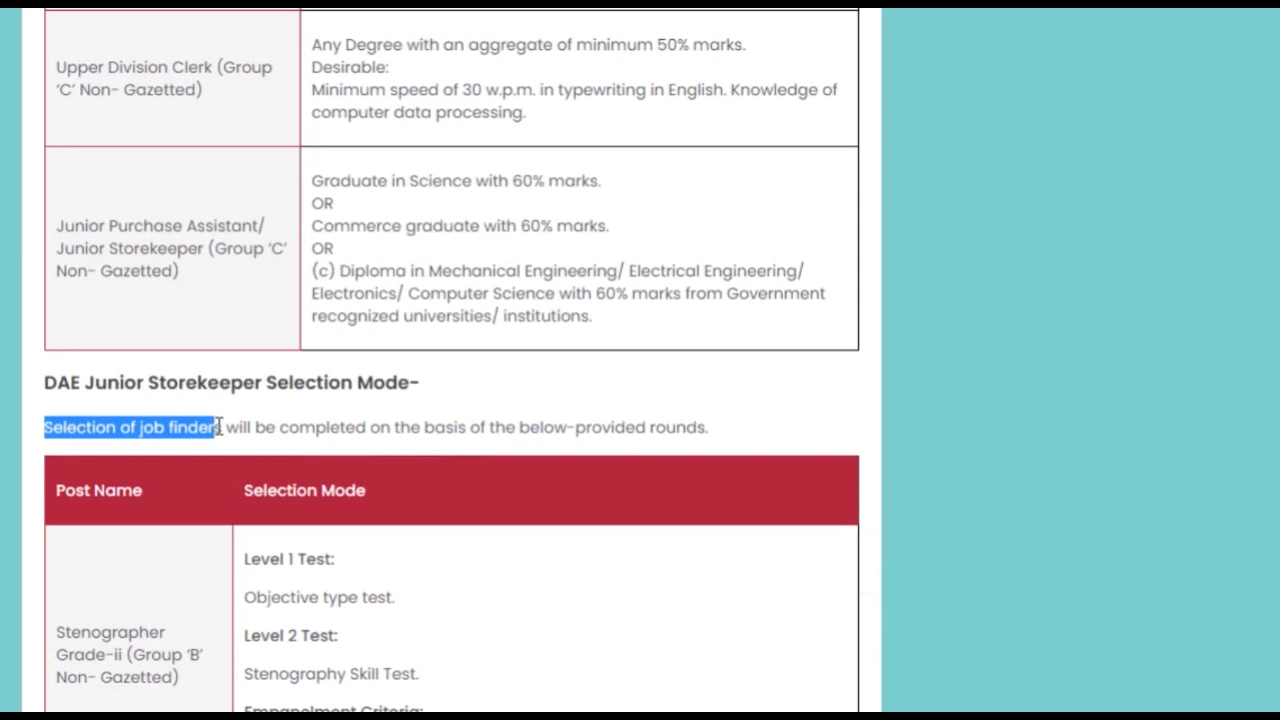 Upper Division Clerk (Group
'C' Non- Gazetted)
Any Degree with an aggregate of minimum 50% marks.
Desirable:
Minimum speed of 30 w.p.m. in typewriting in English. Knowledge of
computer data processing.
Junior Purchase Assistant/
Junior Storekeeper (Group 'C'
Non- Gazetted)
Graduate in Science with 60% marks.
OR
Commerce graduate with 60% marks.
OR
(c) Diploma in Mechanical Engineering/ Electrical Engineering/
Electronics/ Computer Science with 60% marks from Government
recognized universities/ institutions.
DAE Junior Storekeeper Selection Mode-
Selection of job finders will be completed on the basis of the below-provided rounds.
Post Name
Selection Mode
Stenographer
Grade-ii (Group 'B'
Non- Gazetted)
Level 1 Test:
Objective type test.
Level 2 Test:
Stenography Skill Test.
Empanelment Criteria: